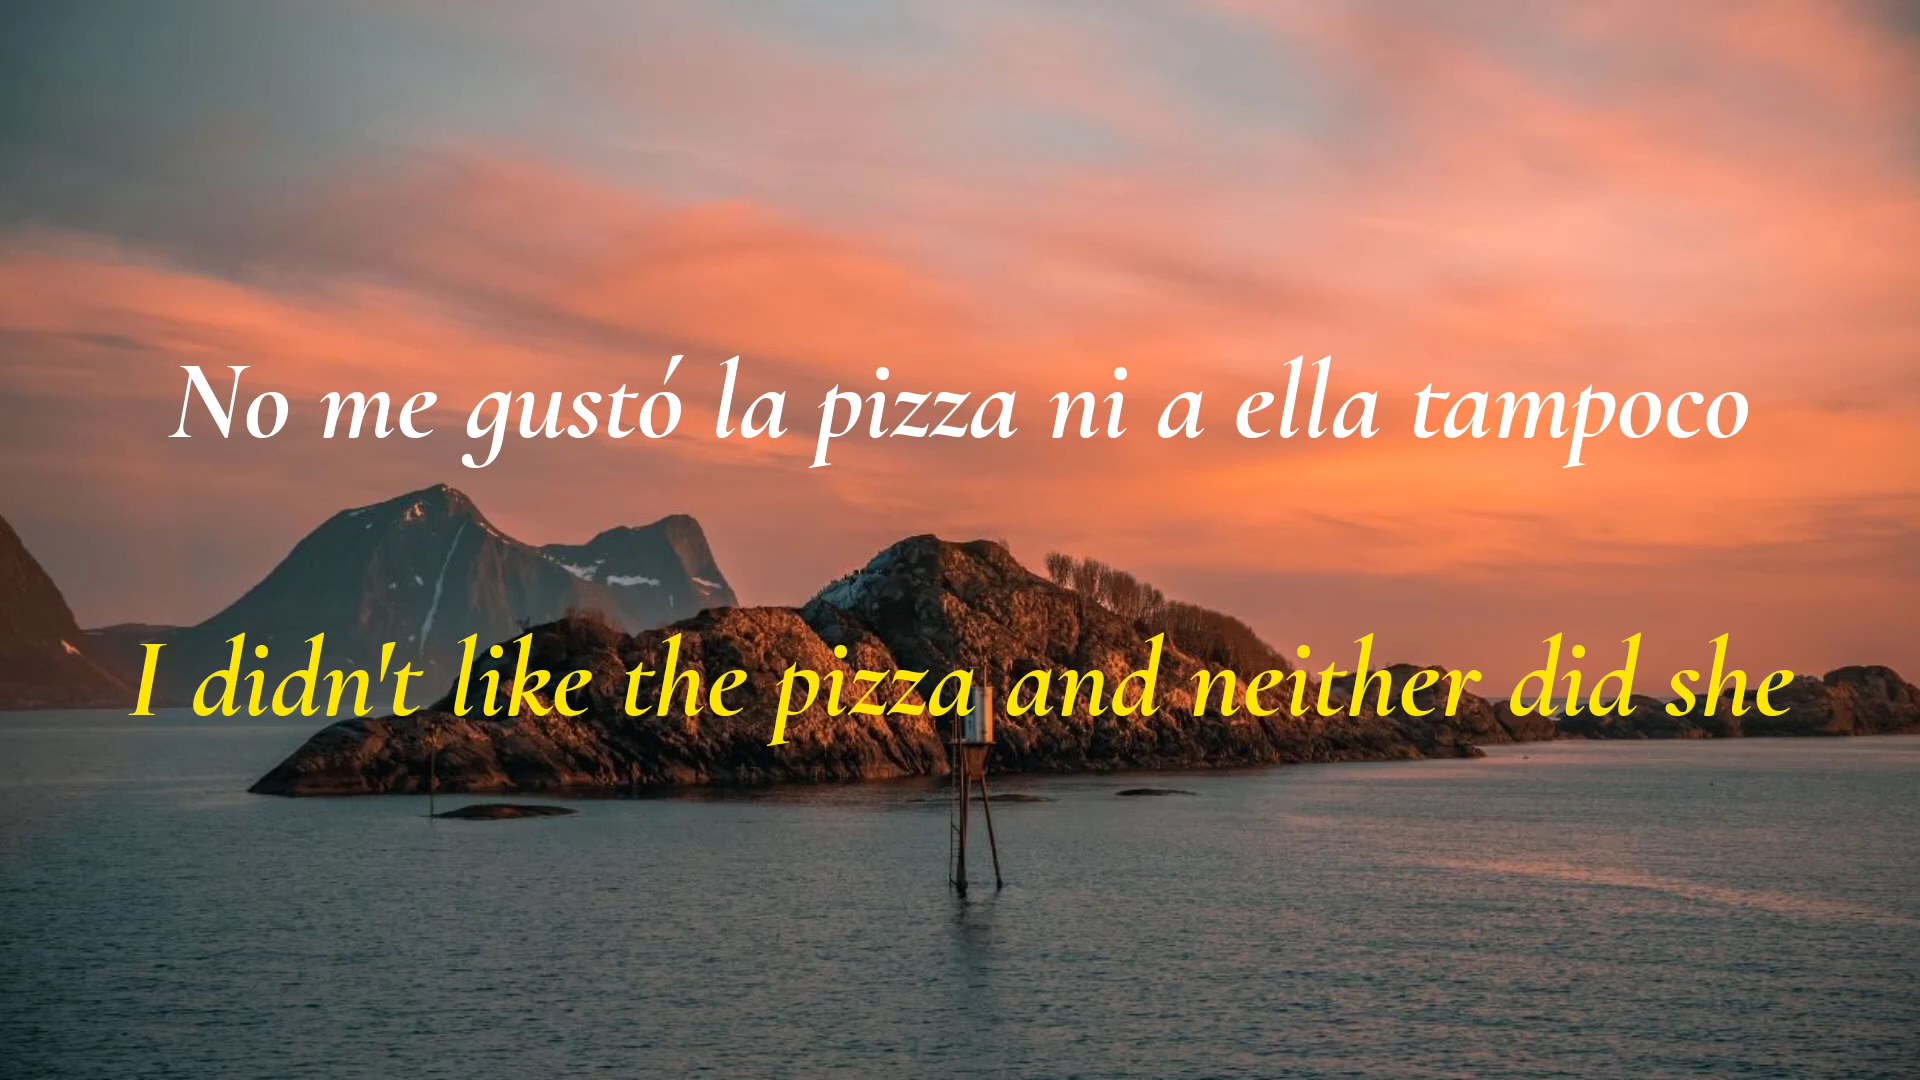 No me gustó la pizza ni a ella tampoco
I didn't like the pizza and neither did she